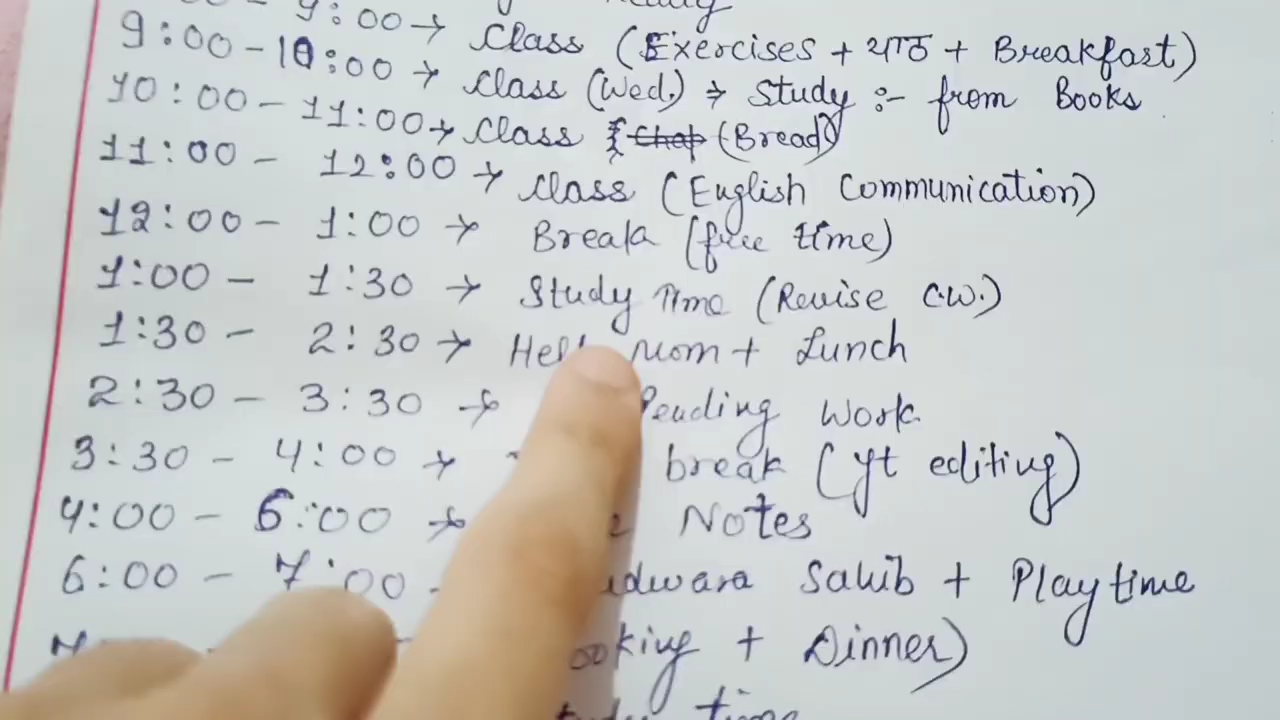 9:00 →
9:00-10:00 → Class (Exercises + पाठ + Breakfast)
10:00-11:00 → Class (Wed.) → Study :- from Books
11:00 - 12:00 → Class (Bread)
12:00 - 1:00 → Class (English Communication)
1:00 - 1:30 → Break (free time)
1:30 - 2:30 → Study Time (Revise C.W.)
2:30 - 3:30 → Mom + Lunch
3:30 - 4:00 → Pending Work
4:00 - 6:00 → break (yt editing)
6:00 - 7:00 - Notes
Sahib + Playtime
+ Dinner)
time